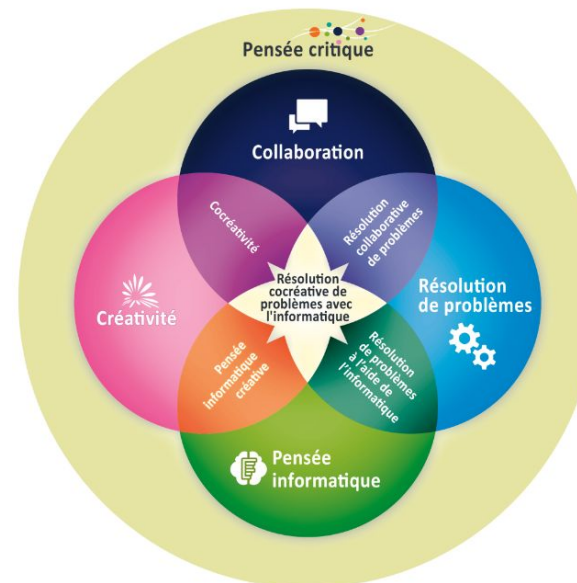 Pensée critique
Collaboration
Cocréativité
Résolution
collaborative
de problèmes
Créativité
Résolution
cocréative de
problèmes avec
l'informatique
Résolution
de problèmes
Pensée
informatique
créative
Résolution
de problèmes
à l'aide de
l'informatique
Pensée
informatique